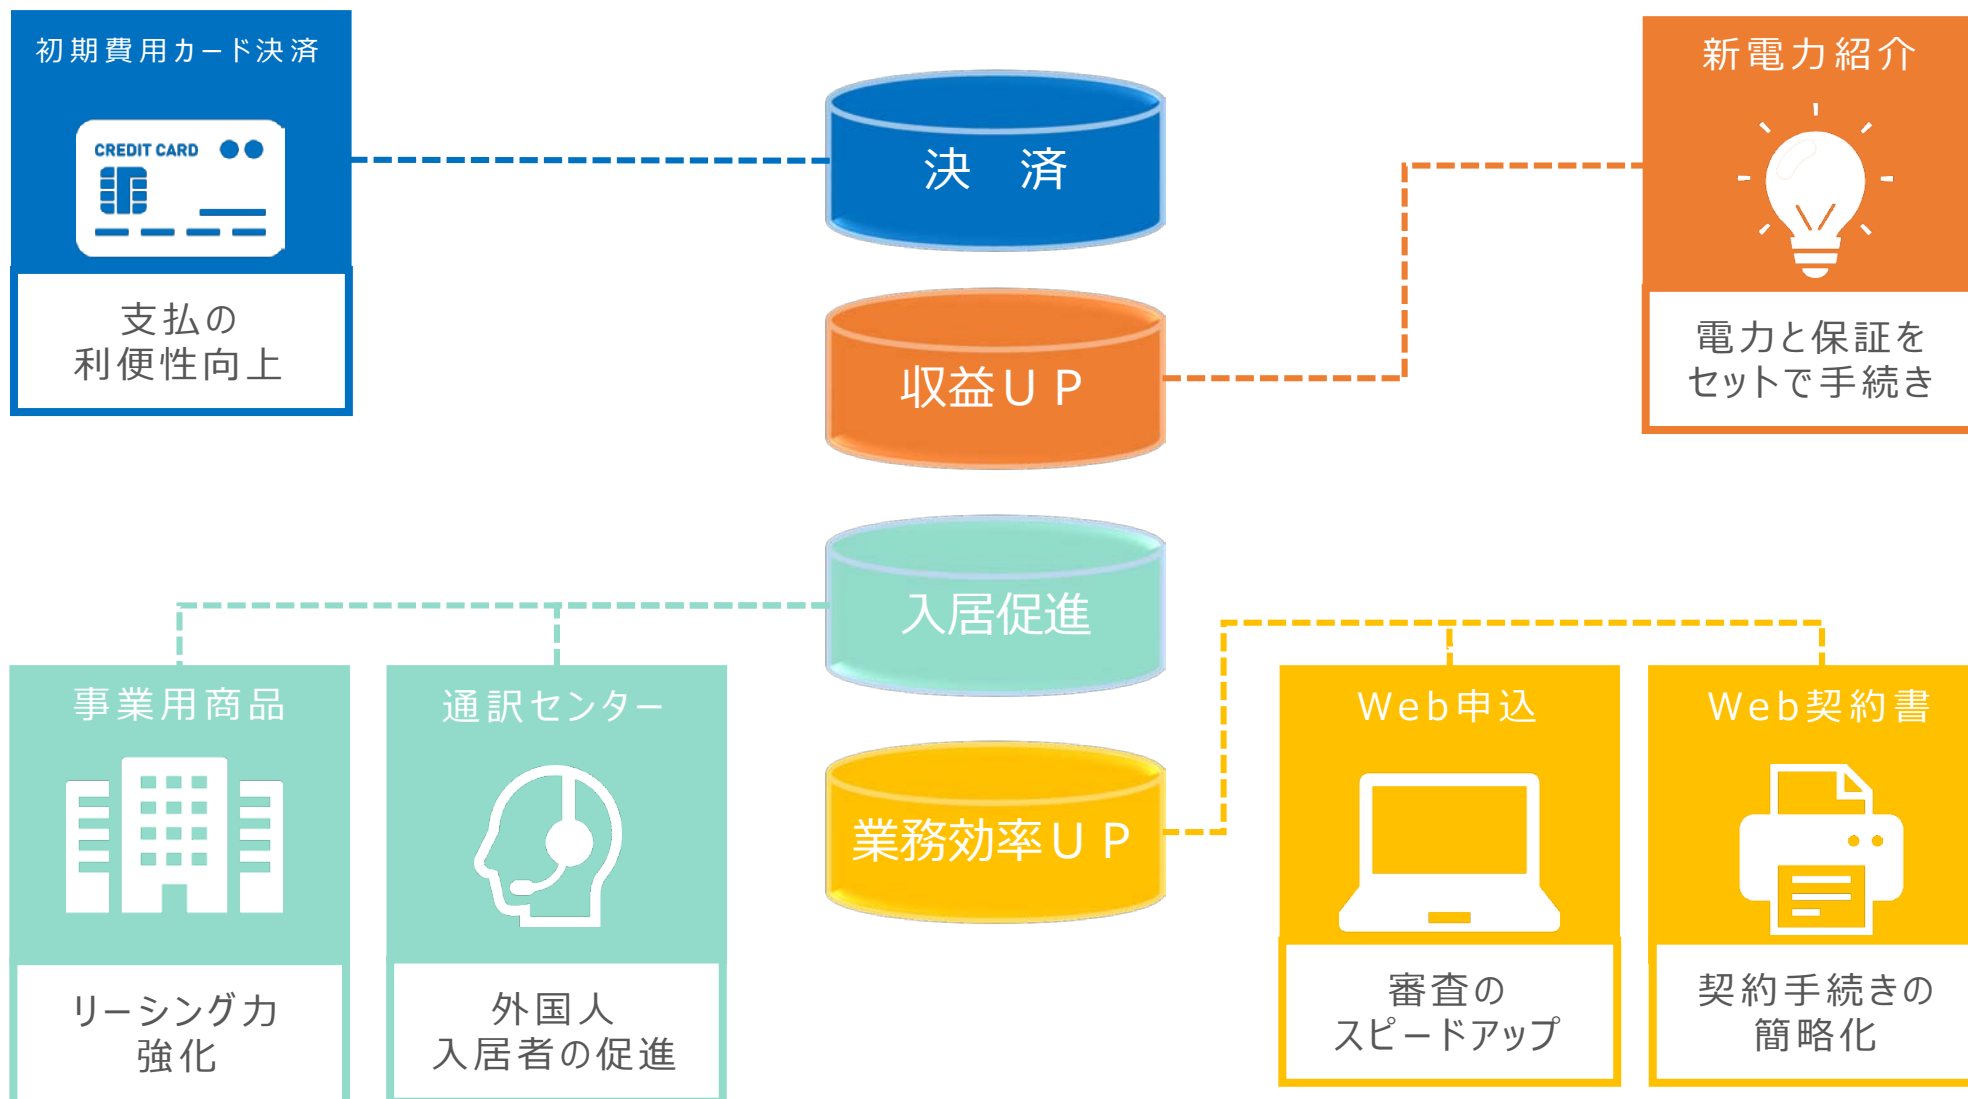 初期費用カード決済
CREDIT CARD
支払の
利便性向上
決　済
新電力紹介
電力と保証を
セットで手続き
収益ＵＰ
入居促進
事業用商品
リーシング力
強化
通訳センター
外国人
入居者の促進
業務効率ＵＰ
Web申込
審査の
スピードアップ
Web契約書
契約手続きの
簡略化